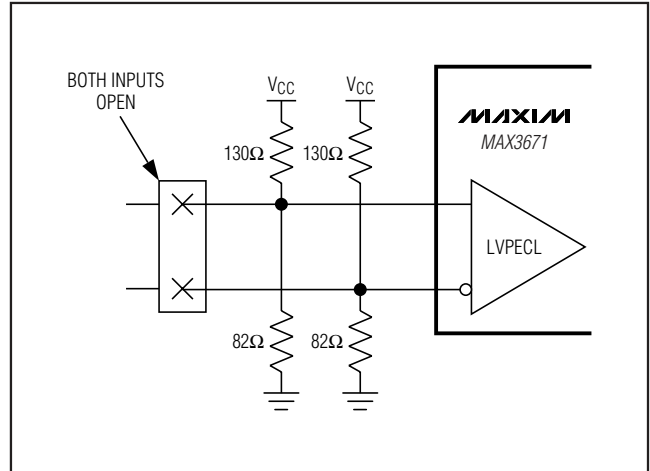 BOTH INPUTS
OPEN
VCC
VCC
130Ω
130Ω
MAXIM
MAX3671
LVPECL
82Ω
82Ω